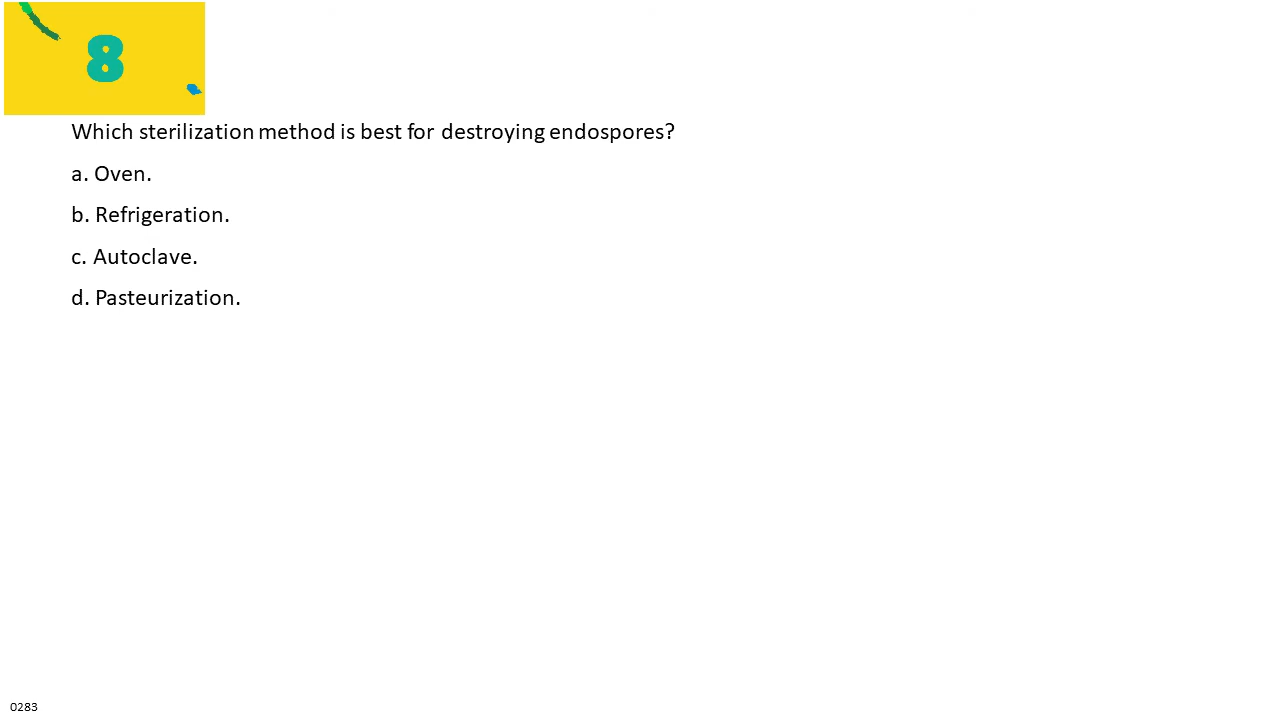 8
Which sterilization method is best for destroying endospores?
a. Oven.
b. Refrigeration.
c. Autoclave.
d. Pasteurization.
0283